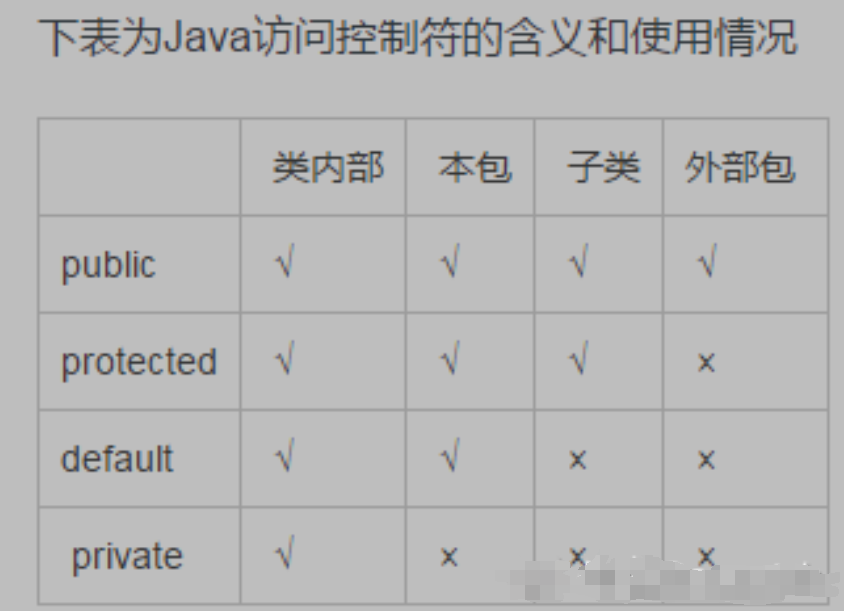 下表为Java访问控制符的含义和使用情况
类内部 本包 子类 外部包
public √ √ √ √
protected √ √ √ ×
default √ √ × ×
private √ × × ×